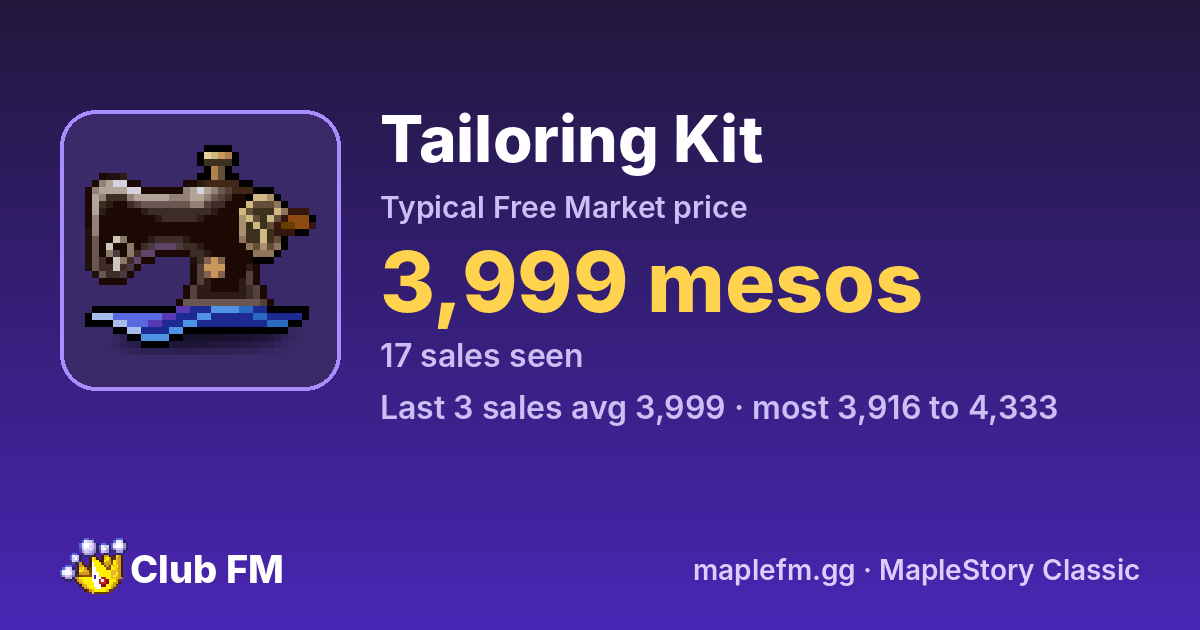 Tailoring Kit
Typical Free Market price
3,999 mesos
17 sales seen
Last 3 sales avg 3,999 · most 3,916 to 4,333
Club FM
maplefm.gg · MapleStory Classic